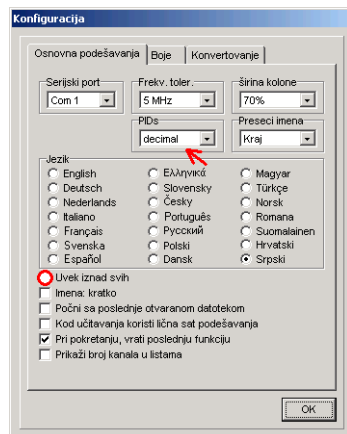 Konfiguracija
Osnovna podešavanja Boje Konvertovanje
Serijski port Frekv. toler. širina kolone
Com 1 5 MHz 70%
PIDs Preseci imena
decimal Kraj
Jezik
English Ελληνικά Magyar
Deutsch Slovensky Türkçe
Nederlands Česky Norsk
Italiano Português Romana
Français Русский Suomalainen
Svenska Polski Hrvatski
Español Dansk Srpski
Uvek iznad svih
Imena: kratko
Počni sa poslednje otvaranom datotekom
Kod učitavanja koristi lična sat podešavanja
Pri pokretanju, vrati poslednju funkciju
Prikaži broj kanala u listama
OK